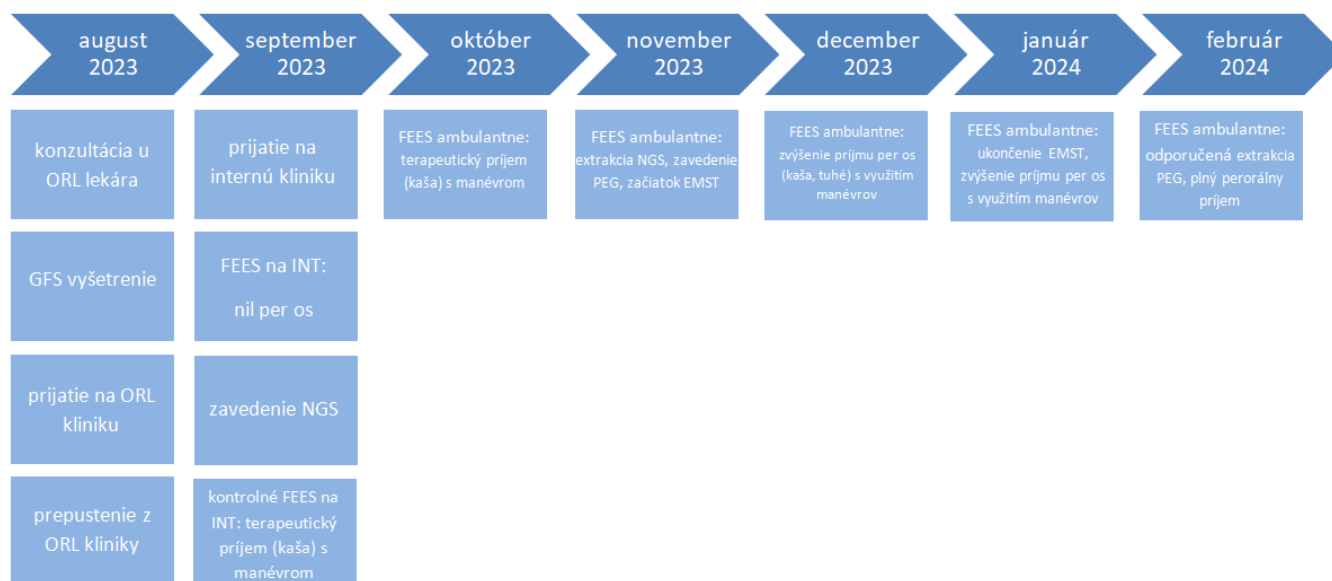 august
2023
september
2023
október
2023
november
2023
december
2023
január
2024
február
2024
konzultácia u
ORL lekára
GFS vyšetrenie
prijatie na ORL
kliniku
prepustenie z
ORL kliniky
prijatie na
internú kliniku
FEES na INT:
nil per os
zavedenie NGS
kontrolné FEES na
INT: terapeutický
príjem (kaša) s
manévrom
FEES ambulantne:
terapeutický príjem
(kaša) s manévrom
FEES ambulantne:
extrakcia NGS, zavedenie
PEG, začiatok EMST
FEES ambulantne:
zvýšenie príjmu per os
(kaša, tuhé) s využitím
manévrov
FEES ambulantne:
ukončenie EMST,
zvýšenie príjmu per os
s využitím manévrov
FEES ambulantne:
odporučená extrakcia
PEG, plný perorálny
príjem